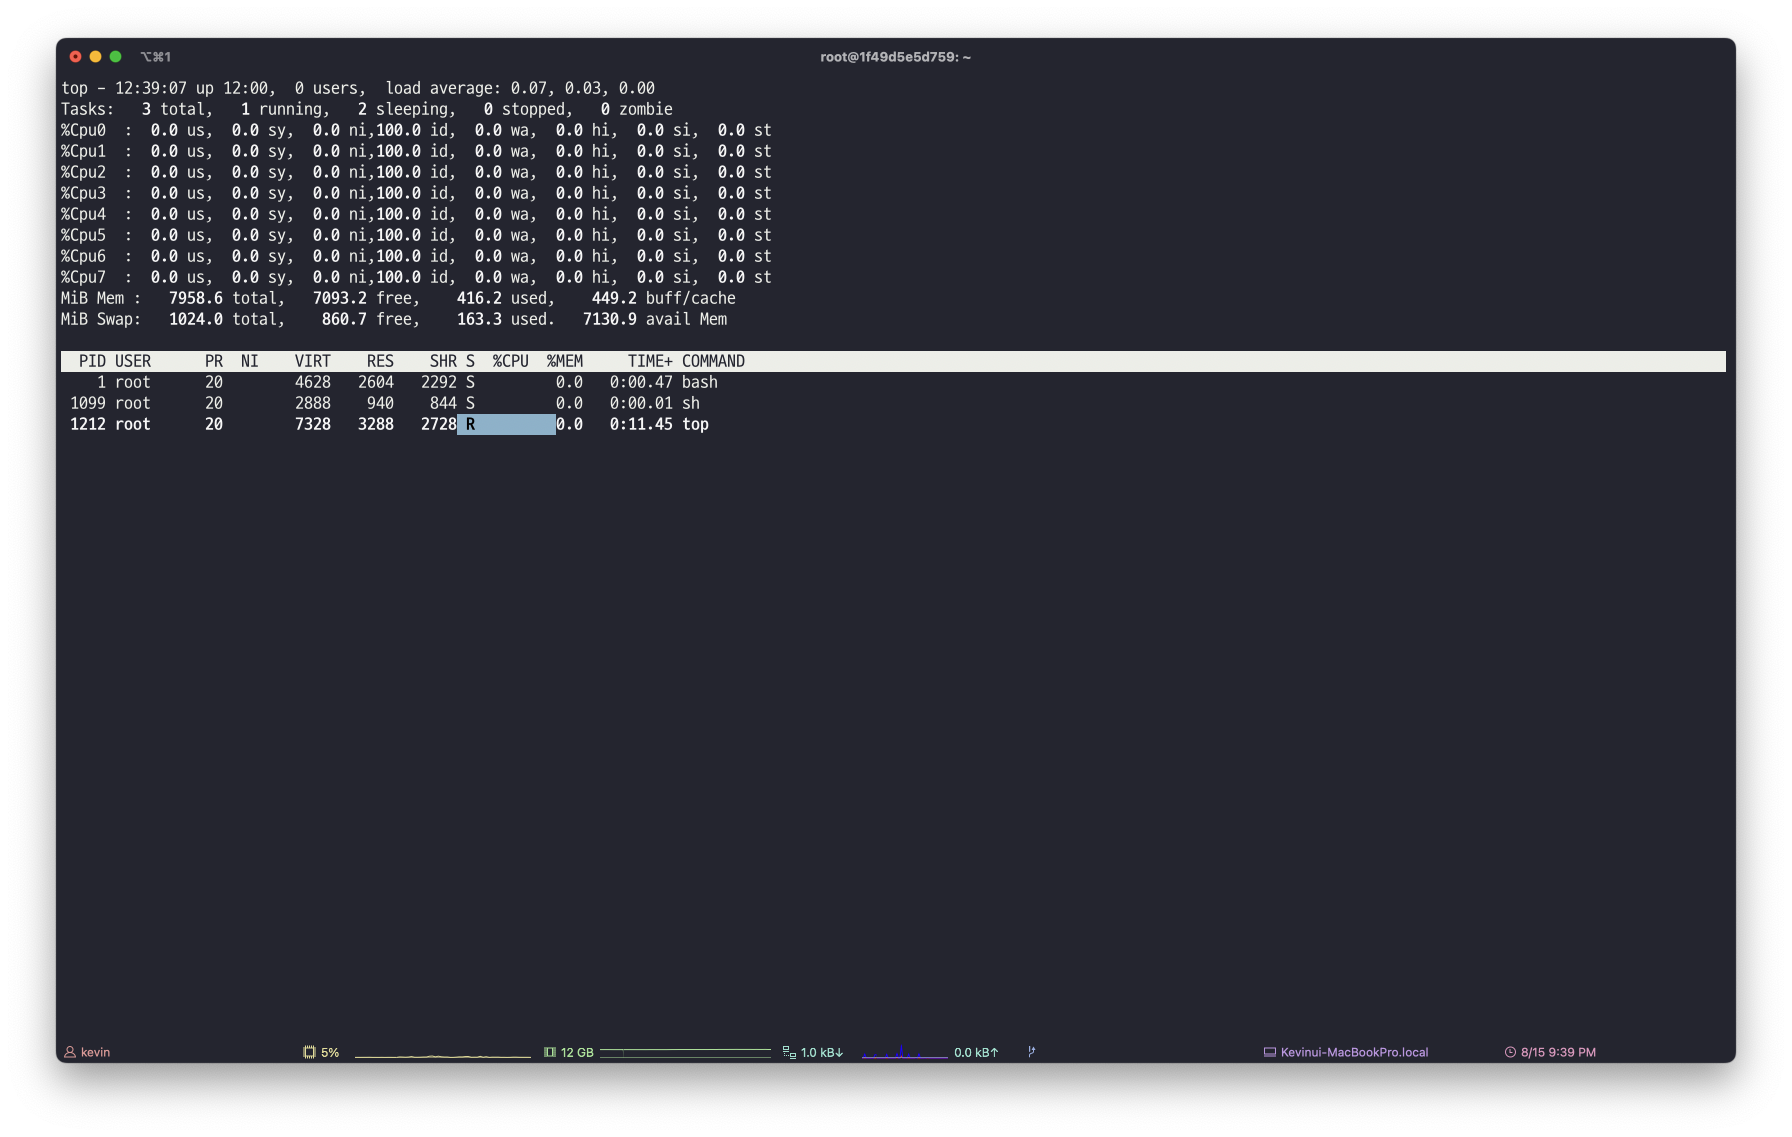 ⌥⌘1 root@1f49d5e5d759: ~
top - 12:39:07 up 12:00,  0 users,  load average: 0.07, 0.03, 0.00
Tasks:   3 total,   1 running,   2 sleeping,   0 stopped,   0 zombie
%Cpu0  :  0.0 us,  0.0 sy,  0.0 ni,100.0 id,  0.0 wa,  0.0 hi,  0.0 si,  0.0 st
%Cpu1  :  0.0 us,  0.0 sy,  0.0 ni,100.0 id,  0.0 wa,  0.0 hi,  0.0 si,  0.0 st
%Cpu2  :  0.0 us,  0.0 sy,  0.0 ni,100.0 id,  0.0 wa,  0.0 hi,  0.0 si,  0.0 st
%Cpu3  :  0.0 us,  0.0 sy,  0.0 ni,100.0 id,  0.0 wa,  0.0 hi,  0.0 si,  0.0 st
%Cpu4  :  0.0 us,  0.0 sy,  0.0 ni,100.0 id,  0.0 wa,  0.0 hi,  0.0 si,  0.0 st
%Cpu5  :  0.0 us,  0.0 sy,  0.0 ni,100.0 id,  0.0 wa,  0.0 hi,  0.0 si,  0.0 st
%Cpu6  :  0.0 us,  0.0 sy,  0.0 ni,100.0 id,  0.0 wa,  0.0 hi,  0.0 si,  0.0 st
%Cpu7  :  0.0 us,  0.0 sy,  0.0 ni,100.0 id,  0.0 wa,  0.0 hi,  0.0 si,  0.0 st
MiB Mem :   7958.6 total,   7093.2 free,    416.2 used,    449.2 buff/cache
MiB Swap:   1024.0 total,    860.7 free,    163.3 used.   7130.9 avail Mem
PID USER      PR  NI    VIRT    RES    SHR S  %CPU  %MEM     TIME+ COMMAND
1 root      20        4628   2604   2292 S         0.0   0:00.47 bash
1099 root      20        2888    940    844 S         0.0   0:00.01 sh
1212 root      20        7328   3288   2728 R         0.0   0:11.45 top
kevin 5% 12 GB 1.0 kB↓ 0.0 kB↑ Kevinui-MacBookPro.local 8/15 9:39 PM